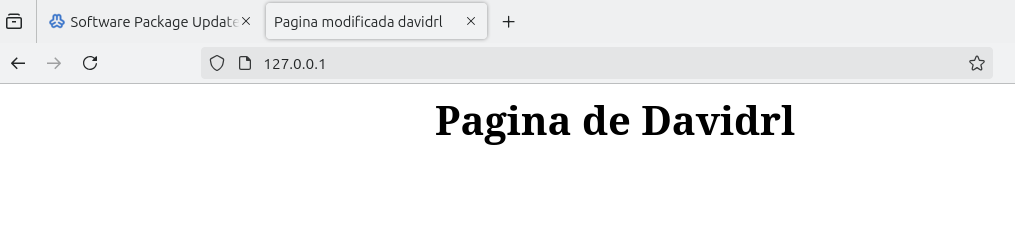 Software Package Update
Pagina modificada davidrl
127.0.0.1
Pagina de Davidrl